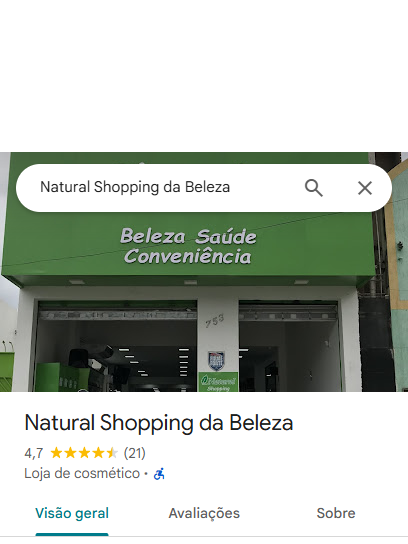 Natural Shopping da Beleza
Beleza Saúde
Conveniência
753
Natural
Shopping
Natural Shopping da Beleza
4,7 (21)
Loja de cosmético ·
Visão geral Avaliações Sobre